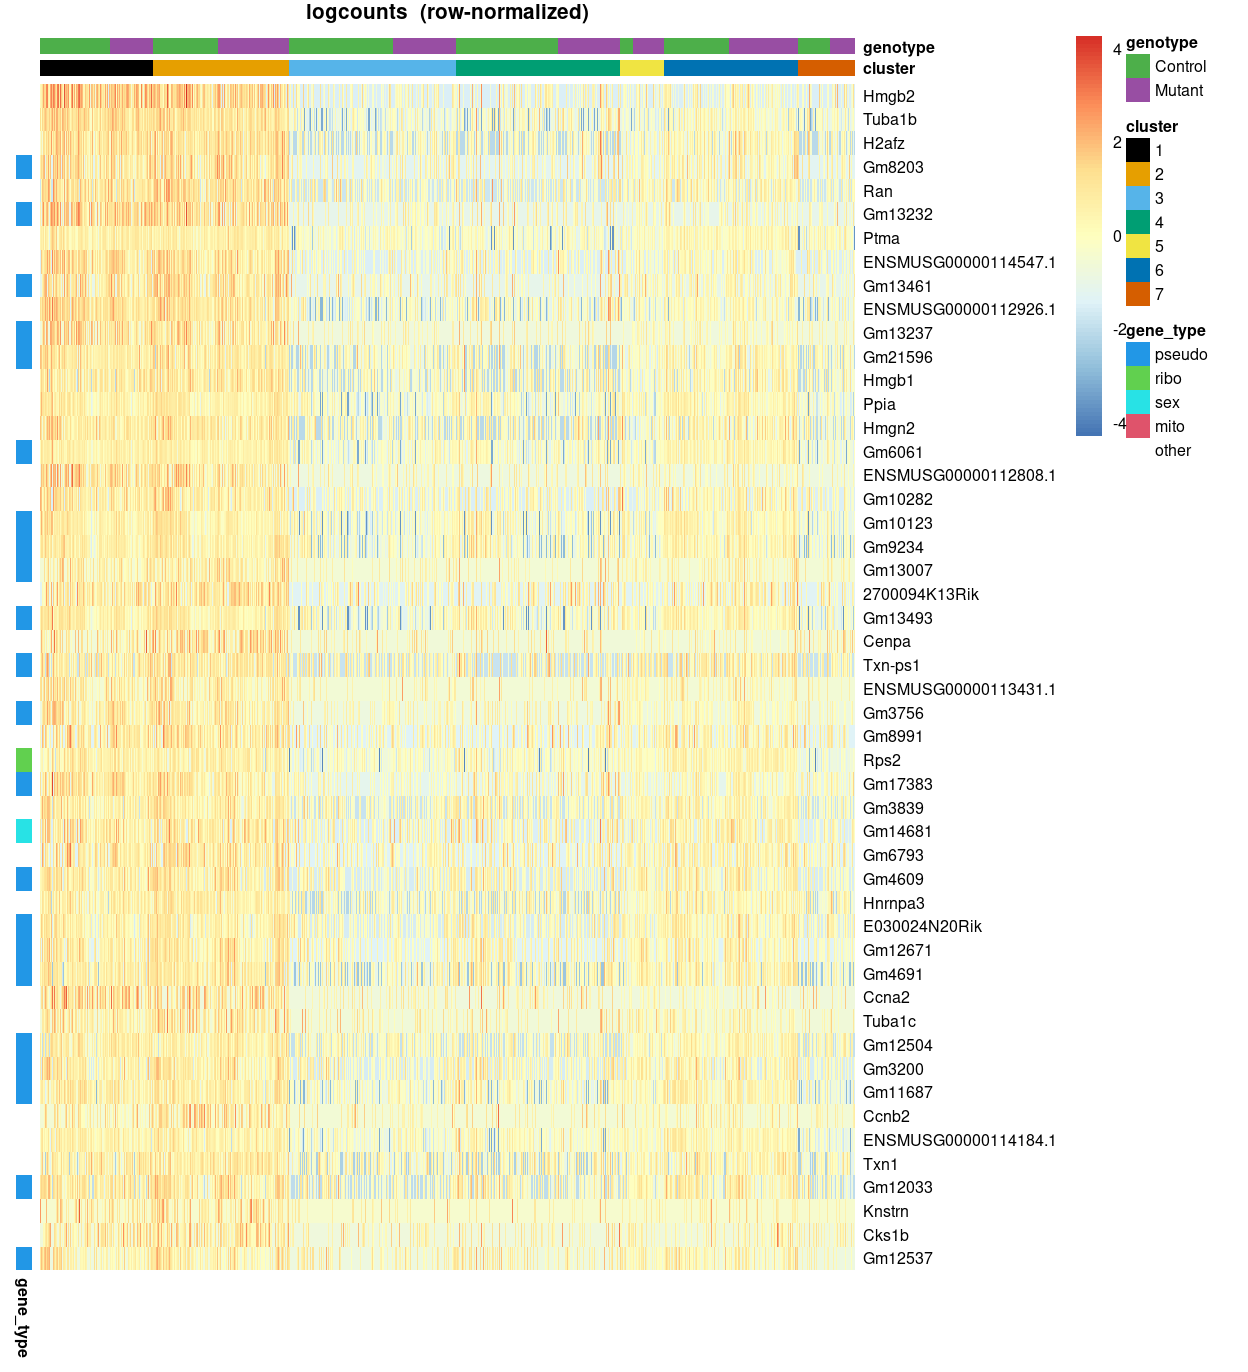 logcounts (row-normalized)
genotype
cluster
Hmgb2
Tuba1b
H2afz
Gm8203
Ran
Gm13232
Ptma
ENSMUSG00000114547.1
Gm13461
ENSMUSG00000112926.1
Gm13237
Gm21596
Hmgb1
Ppia
Hmgn2
Gm6061
ENSMUSG00000112808.1
Gm10282
Gm10123
Gm9234
Gm13007
2700094K13Rik
Gm13493
Cenpa
Txn-ps1
ENSMUSG00000113431.1
Gm3756
Gm8991
Rps2
Gm17383
Gm3839
Gm14681
Gm6793
Gm4609
Hnrnpa3
E030024N20Rik
Gm12671
Gm4691
Ccna2
Tuba1c
Gm12504
Gm3200
Gm11687
Ccnb2
ENSMUSG00000114184.1
Txn1
Gm12033
Knstrn
Cks1b
Gm12537
gene_type
4
2
0
-2
-4
genotype
Control
Mutant
cluster
1
2
3
4
5
6
7
gene_type
pseudo
ribo
sex
mito
other